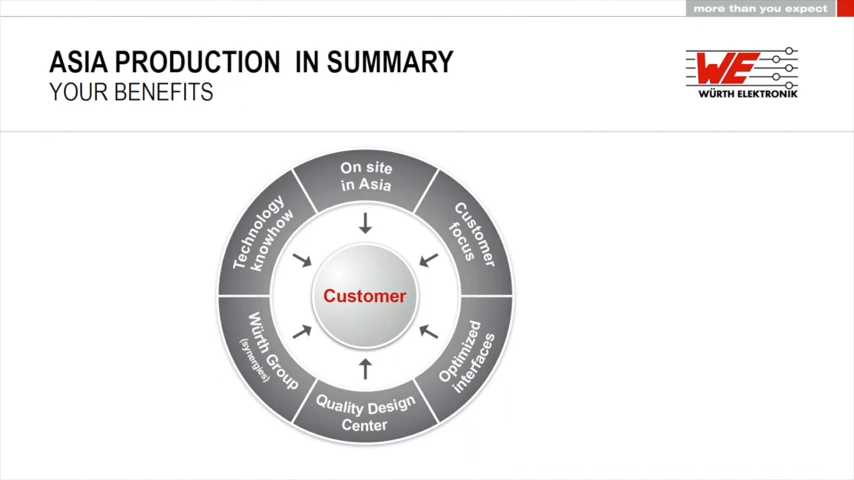 more than you expect
ASIA PRODUCTION IN SUMMARY
YOUR BENEFITS
WE
WÜRTH ELEKTRONIK
On site
in Asia
Customer
focus
Optimized
interfaces
Quality Design
Center
Würth Group
(synergies)
Technology
knowhow
Customer